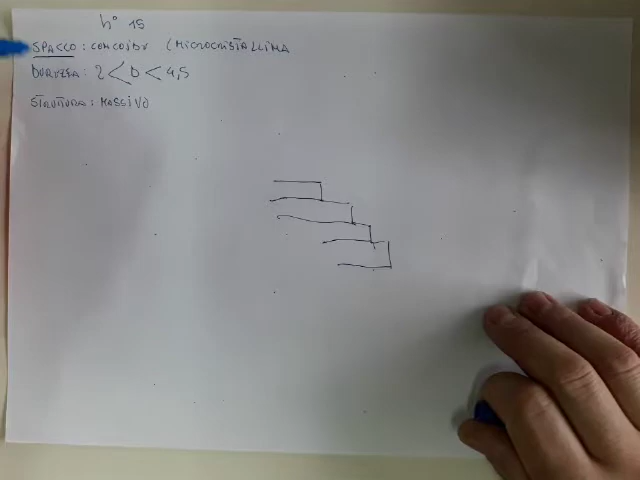 n° 15
SPACCO: CONCOIDE (MICROCRISTALLINA
DUREZZA: 2 < D < 4,5
STRUTTURA: MASSIVO